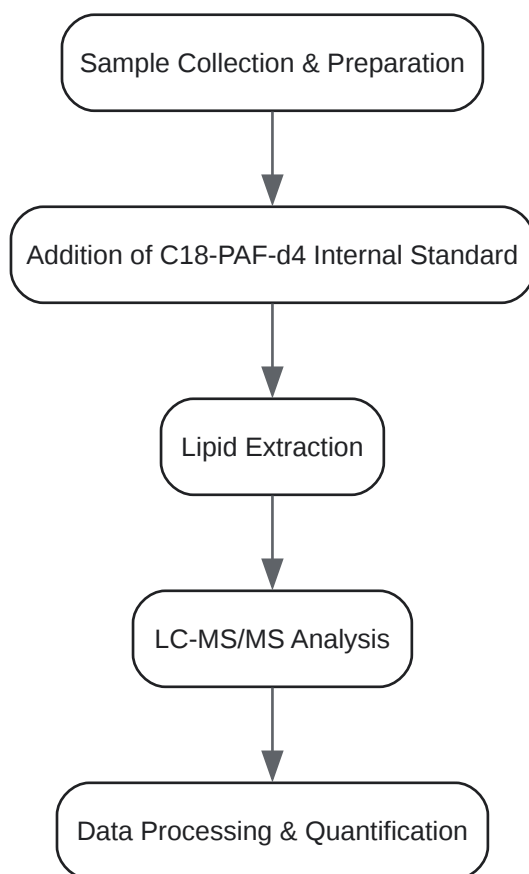 Sample Collection & Preparation
Addition of C18-PAF-d4 Internal Standard
Lipid Extraction
LC-MS/MS Analysis
Data Processing & Quantification